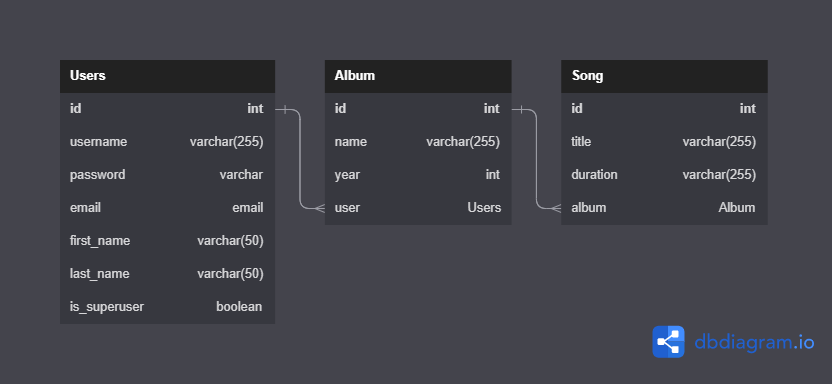 Users
id int
username varchar(255)
password varchar
email email
first_name varchar(50)
last_name varchar(50)
is_superuser boolean
Album
id int
name varchar(255)
year int
user Users
Song
id int
title varchar(255)
duration varchar(255)
album Album
dbdiagram.io